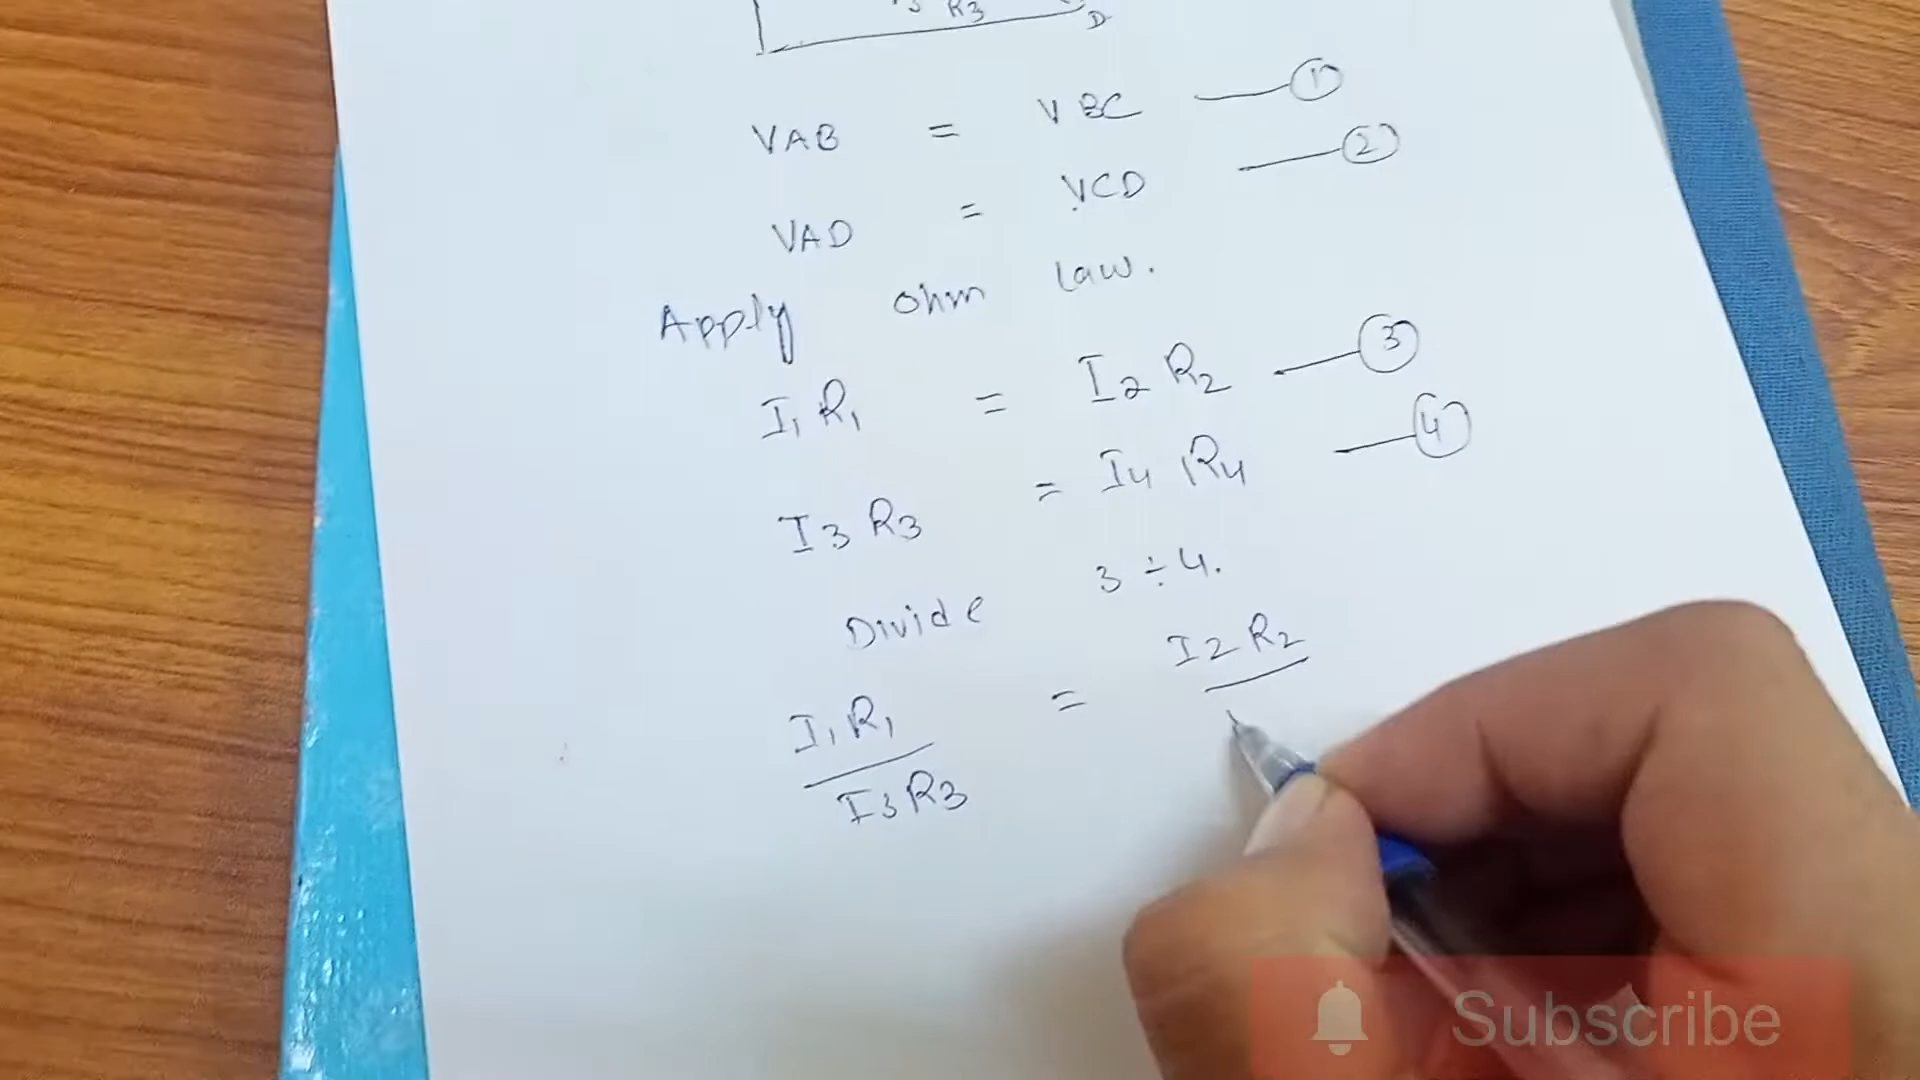 R3 D
VAB = VBC 1
VAD = VCD 2
Apply ohm law.
I1 R1 = I2 R2 3
I3 R3 = I4 R4 4
Divide 3 ÷ 4.
I1 R1 / I3 R3 = I2 R2 /
Subscribe